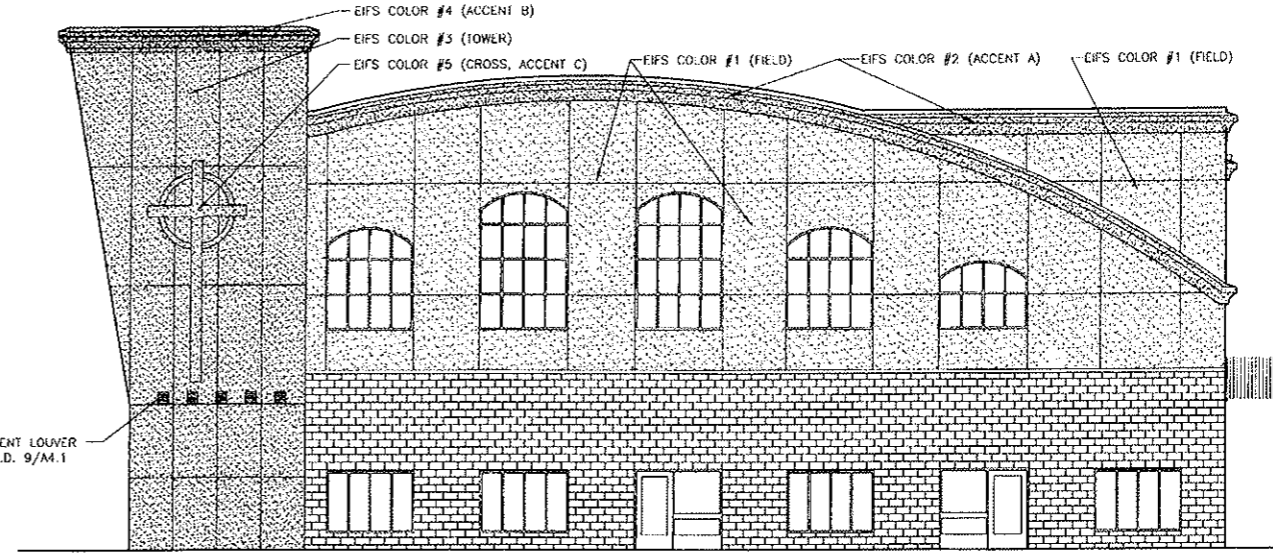 EIFS COLOR #4 (ACCENT B)
EIFS COLOR #3 (TOWER)
EIFS COLOR #5 (CROSS, ACCENT C)
EIFS COLOR #1 (FIELD)
EIFS COLOR #2 (ACCENT A)
EIFS COLOR #1 (FIELD)
ENT LOUVER
.D. 9/A4.1